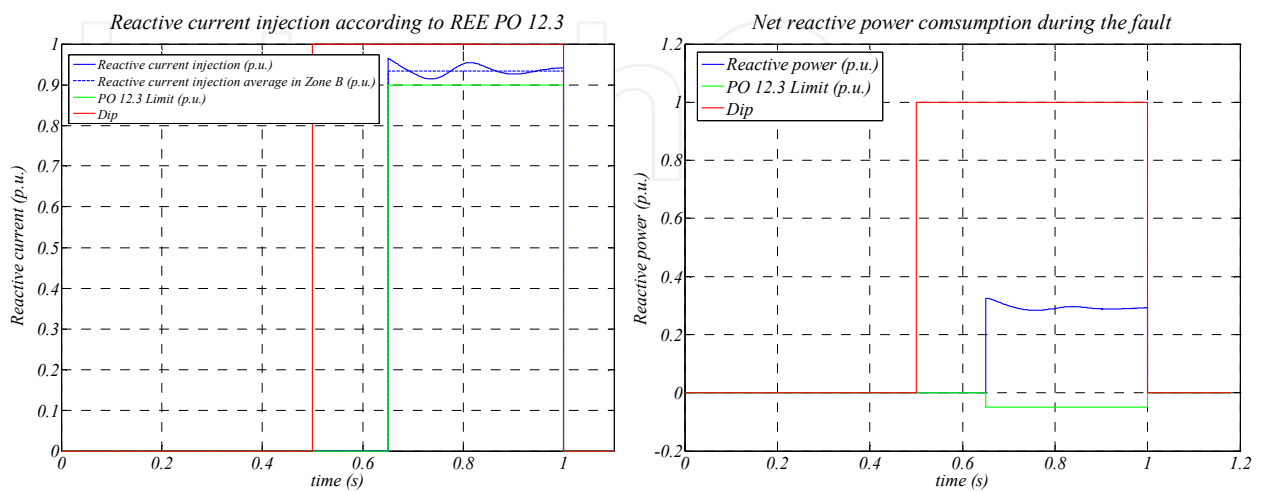 Reactive current injection according to REE PO 12.3
Reactive current injection (p.u.)
Reactive current injection average in Zone B (p.u.)
PO 12.3 Limit (p.u.)
Dip
Reactive current (p.u.)
1
0.9
0.8
0.7
0.6
0.5
0.4
0.3
0.2
0.1
0
0
0.2
0.4
0.6
0.8
1
time (s)
Net reactive power comsumption during the fault
Reactive power (p.u.)
PO 12.3 Limit (p.u.)
Dip
Reactive power (p.u.)
1.2
1
0.8
0.6
0.4
0.2
0
-0.2
0
0.2
0.4
0.6
0.8
1
1.2
time (s)